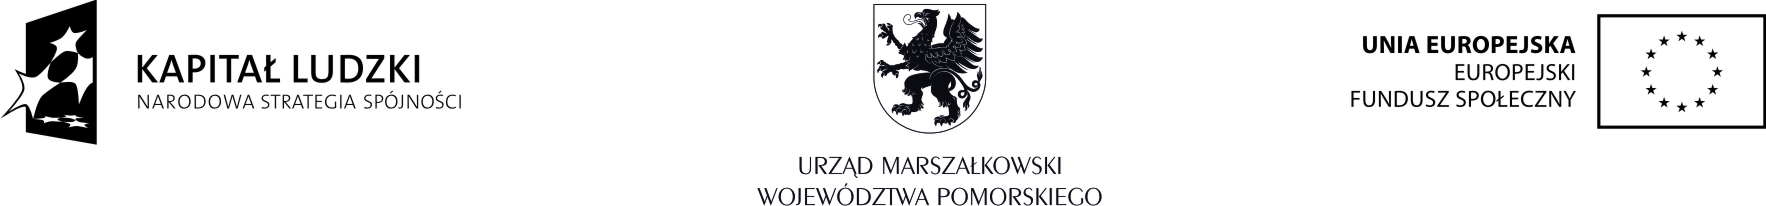 KAPITAŁ LUDZKI
NARODOWA STRATEGIA SPÓJNOŚCI
URZĄD MARSZAŁKOWSKI
WOJEWÓDZTWA POMORSKIEGO
UNIA EUROPEJSKA
EUROPEJSKI
FUNDUSZ SPOŁECZNY